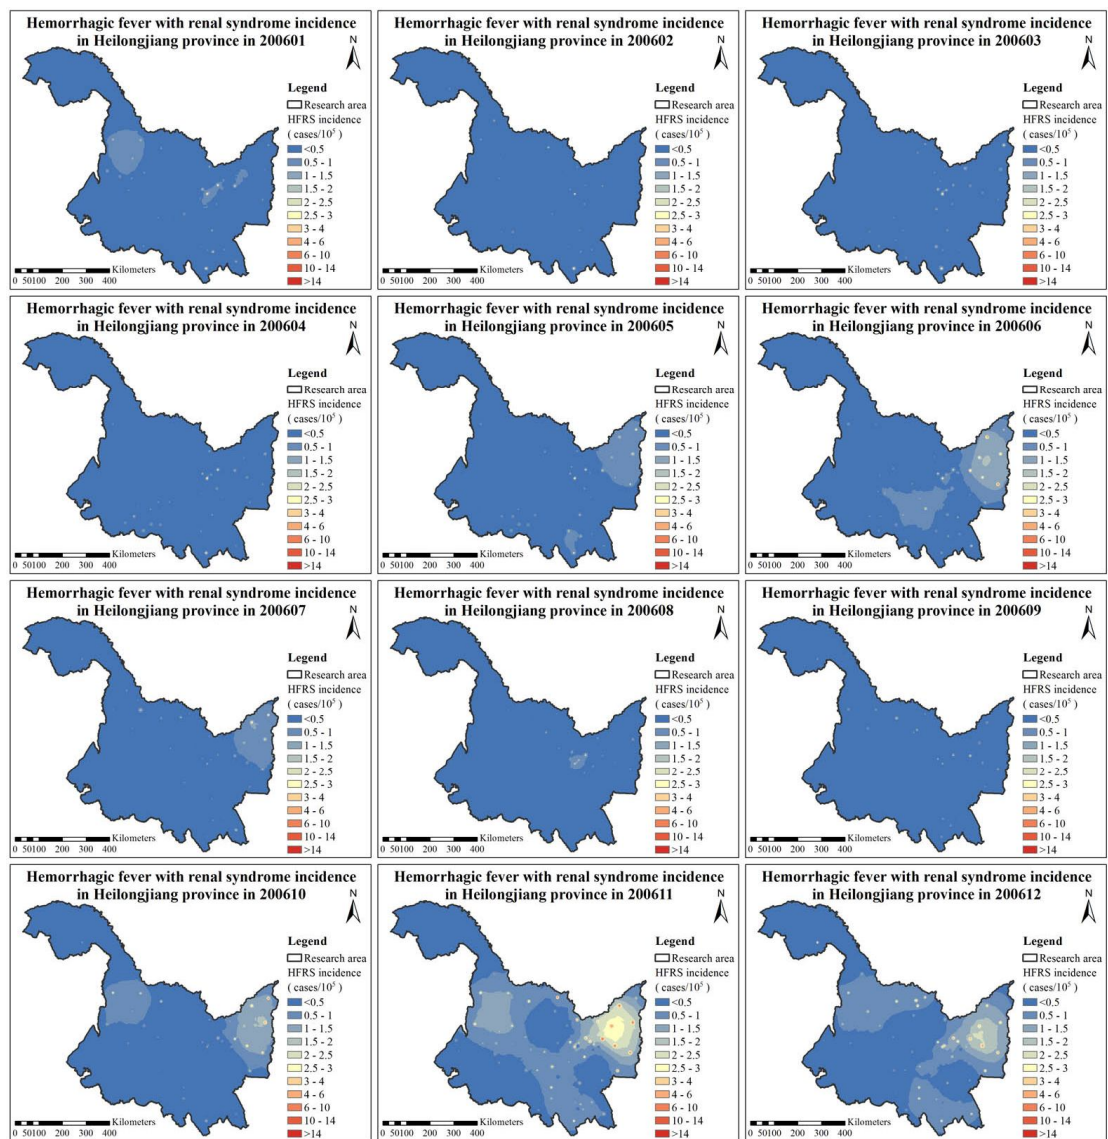 Hemorrhagic fever with renal syndrome incidence
in Heilongjiang province in 200601
N
Legend
Research area
HFRS incidence
( cases/10⁵ )
<0.5
0.5 - 1
1 - 1.5
1.5 - 2
2 - 2.5
2.5 - 3
3 - 4
4 - 6
6 - 10
10 - 14
>14
Kilometers
0 50100 200 300 400
Hemorrhagic fever with renal syndrome incidence
in Heilongjiang province in 200602
N
Legend
Research area
HFRS incidence
( cases/10⁵ )
<0.5
0.5 - 1
1 - 1.5
1.5 - 2
2 - 2.5
2.5 - 3
3 - 4
4 - 6
6 - 10
10 - 14
>14
Kilometers
0 50100 200 300 400
Hemorrhagic fever with renal syndrome incidence
in Heilongjiang province in 200603
N
Legend
Research area
HFRS incidence
( cases/10⁵ )
<0.5
0.5 - 1
1 - 1.5
1.5 - 2
2 - 2.5
2.5 - 3
3 - 4
4 - 6
6 - 10
10 - 14
>14
Kilometers
0 50100 200 300 400
Hemorrhagic fever with renal syndrome incidence
in Heilongjiang province in 200604
N
Legend
Research area
HFRS incidence
( cases/10⁵ )
<0.5
0.5 - 1
1 - 1.5
1.5 - 2
2 - 2.5
2.5 - 3
3 - 4
4 - 6
6 - 10
10 - 14
>14
Kilometers
0 50100 200 300 400
Hemorrhagic fever with renal syndrome incidence
in Heilongjiang province in 200605
N
Legend
Research area
HFRS incidence
( cases/10⁵ )
<0.5
0.5 - 1
1 - 1.5
1.5 - 2
2 - 2.5
2.5 - 3
3 - 4
4 - 6
6 - 10
10 - 14
>14
Kilometers
0 50100 200 300 400
Hemorrhagic fever with renal syndrome incidence
in Heilongjiang province in 200606
N
Legend
Research area
HFRS incidence
( cases/10⁵ )
<0.5
0.5 - 1
1 - 1.5
1.5 - 2
2 - 2.5
2.5 - 3
3 - 4
4 - 6
6 - 10
10 - 14
>14
Kilometers
0 50100 200 300 400
Hemorrhagic fever with renal syndrome incidence
in Heilongjiang province in 200607
N
Legend
Research area
HFRS incidence
( cases/10⁵ )
<0.5
0.5 - 1
1 - 1.5
1.5 - 2
2 - 2.5
2.5 - 3
3 - 4
4 - 6
6 - 10
10 - 14
>14
Kilometers
0 50100 200 300 400
Hemorrhagic fever with renal syndrome incidence
in Heilongjiang province in 200608
N
Legend
Research area
HFRS incidence
( cases/10⁵ )
<0.5
0.5 - 1
1 - 1.5
1.5 - 2
2 - 2.5
2.5 - 3
3 - 4
4 - 6
6 - 10
10 - 14
>14
Kilometers
0 50100 200 300 400
Hemorrhagic fever with renal syndrome incidence
in Heilongjiang province in 200609
N
Legend
Research area
HFRS incidence
( cases/10⁵ )
<0.5
0.5 - 1
1 - 1.5
1.5 - 2
2 - 2.5
2.5 - 3
3 - 4
4 - 6
6 - 10
10 - 14
>14
Kilometers
0 50100 200 300 400
Hemorrhagic fever with renal syndrome incidence
in Heilongjiang province in 200610
N
Legend
Research area
HFRS incidence
( cases/10⁵ )
<0.5
0.5 - 1
1 - 1.5
1.5 - 2
2 - 2.5
2.5 - 3
3 - 4
4 - 6
6 - 10
10 - 14
>14
Kilometers
0 50100 200 300 400
Hemorrhagic fever with renal syndrome incidence
in Heilongjiang province in 200611
N
Legend
Research area
HFRS incidence
( cases/10⁵ )
<0.5
0.5 - 1
1 - 1.5
1.5 - 2
2 - 2.5
2.5 - 3
3 - 4
4 - 6
6 - 10
10 - 14
>14
Kilometers
0 50100 200 300 400
Hemorrhagic fever with renal syndrome incidence
in Heilongjiang province in 200612
N
Legend
Research area
HFRS incidence
( cases/10⁵ )
<0.5
0.5 - 1
1 - 1.5
1.5 - 2
2 - 2.5
2.5 - 3
3 - 4
4 - 6
6 - 10
10 - 14
>14
Kilometers
0 50100 200 300 400